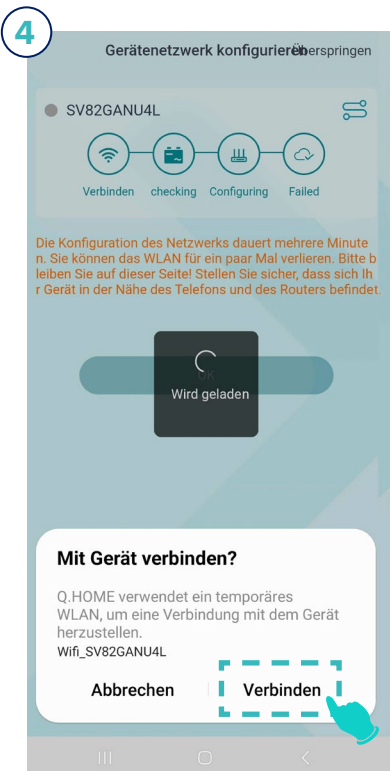 4
Gerätenetzwerk konfigurieren
Überspringen
SV82GANU4L
Verbinden checking Configuring Failed
Die Konfiguration des Netzwerks dauert mehrere Minute
n. Sie können das WLAN für ein paar Mal verlieren. Bitte b
leiben Sie auf dieser Seite! Stellen Sie sicher, dass sich Ih
r Gerät in der Nähe des Telefons und des Routers befindet.
OK
Wird geladen
Mit Gerät verbinden?
Q.HOME verwendet ein temporäres
WLAN, um eine Verbindung mit dem Gerät
herzustellen.
Wifi_SV82GANU4L
Abbrechen Verbinden